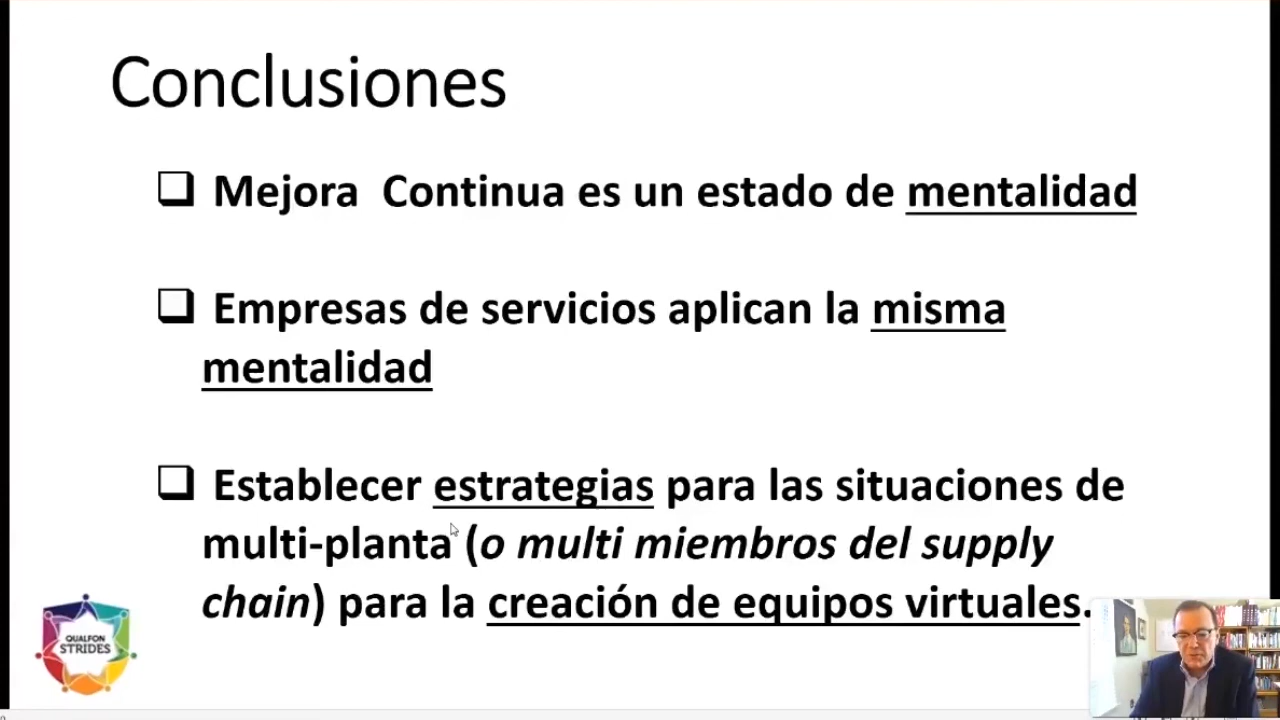 Conclusiones
Mejora Continua es un estado de mentalidad
Empresas de servicios aplican la misma
mentalidad
Establecer estrategias para las situaciones de
multi-planta (o multi miembros del supply
chain) para la creación de equipos virtuales.
QUALFON
STRIDES